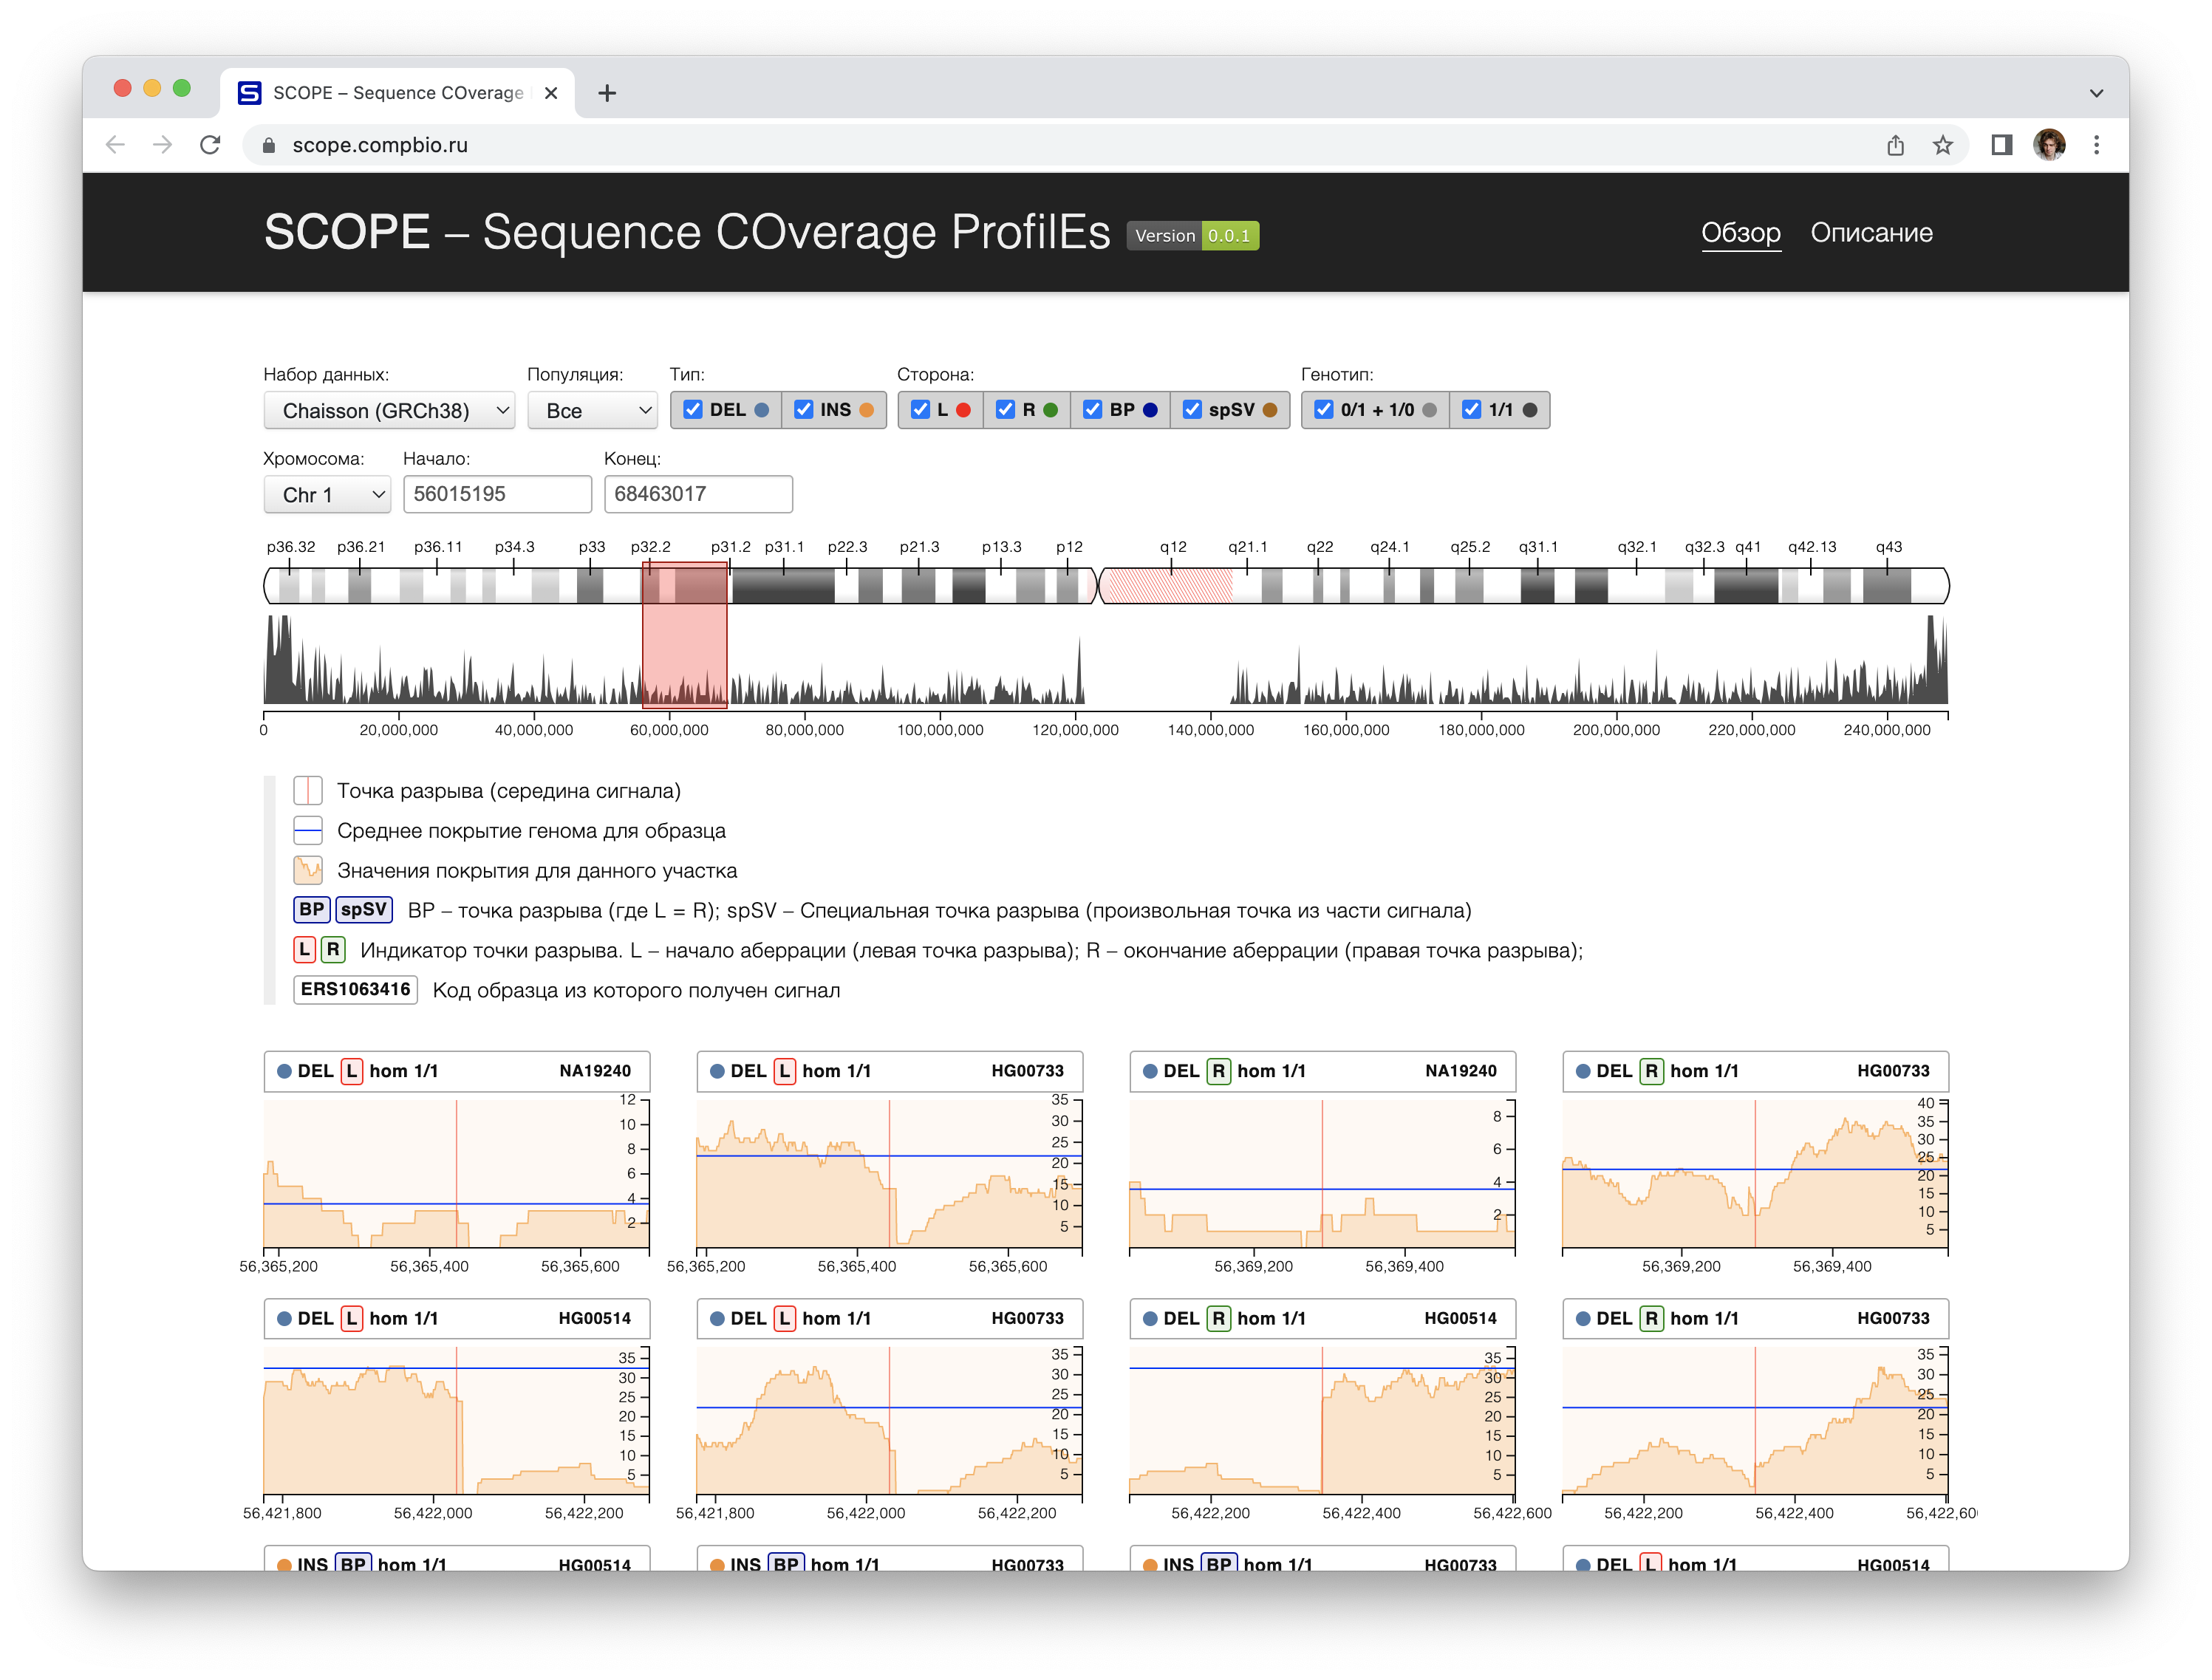 SCOPE – Sequence COverage
scope.compbio.ru
SCOPE – Sequence COverage ProfilEs Version 0.0.1 Обзор Описание
Набор данных: Популяция: Тип: Сторона: Генотип:
Chaisson (GRCh38) Все DEL INS L R BP spSV 0/1 + 1/0 1/1
Хромосома: Начало: Конец:
Chr 1 56015195 68463017
p36.32 p36.21 p36.11 p34.3 p33 p32.2 p31.2 p31.1 p22.3 p21.3 p13.3 p12 q12 q21.1 q22 q24.1 q25.2 q31.1 q32.1 q32.3 q41 q42.13 q43
0 20,000,000 40,000,000 60,000,000 80,000,000 100,000,000 120,000,000 140,000,000 160,000,000 180,000,000 200,000,000 220,000,000 240,000,000
Точка разрыва (середина сигнала)
Среднее покрытие генома для образца
Значения покрытия для данного участка
BP spSV BP – точка разрыва (где L = R); spSV – Специальная точка разрыва (произвольная точка из части сигнала)
L R Индикатор точки разрыва. L – начало аберрации (левая точка разрыва); R – окончание аберрации (правая точка разрыва);
ERS1063416 Код образца из которого получен сигнал
DEL L hom 1/1 NA19240
12
10
8
6
4
2
56,365,200 56,365,400 56,365,600
DEL L hom 1/1 HG00733
35
30
25
20
15
10
5
56,365,200 56,365,400 56,365,600
DEL R hom 1/1 NA19240
8
6
4
2
56,369,200 56,369,400
DEL R hom 1/1 HG00733
40
35
30
25
20
15
10
5
56,369,200 56,369,400
DEL L hom 1/1 HG00514
35
30
25
20
15
10
5
56,421,800 56,422,000 56,422,200
DEL L hom 1/1 HG00733
35
30
25
20
15
10
5
56,421,800 56,422,000 56,422,200
DEL R hom 1/1 HG00514
35
30
25
20
15
10
5
56,422,200 56,422,400 56,422,600
DEL R hom 1/1 HG00733
35
30
25
20
15
10
5
56,422,200 56,422,400 56,422,60
INS BP hom 1/1 HG00514
INS BP hom 1/1 HG00733
INS BP hom 1/1 HG00733
DEL L hom 1/1 HG00514